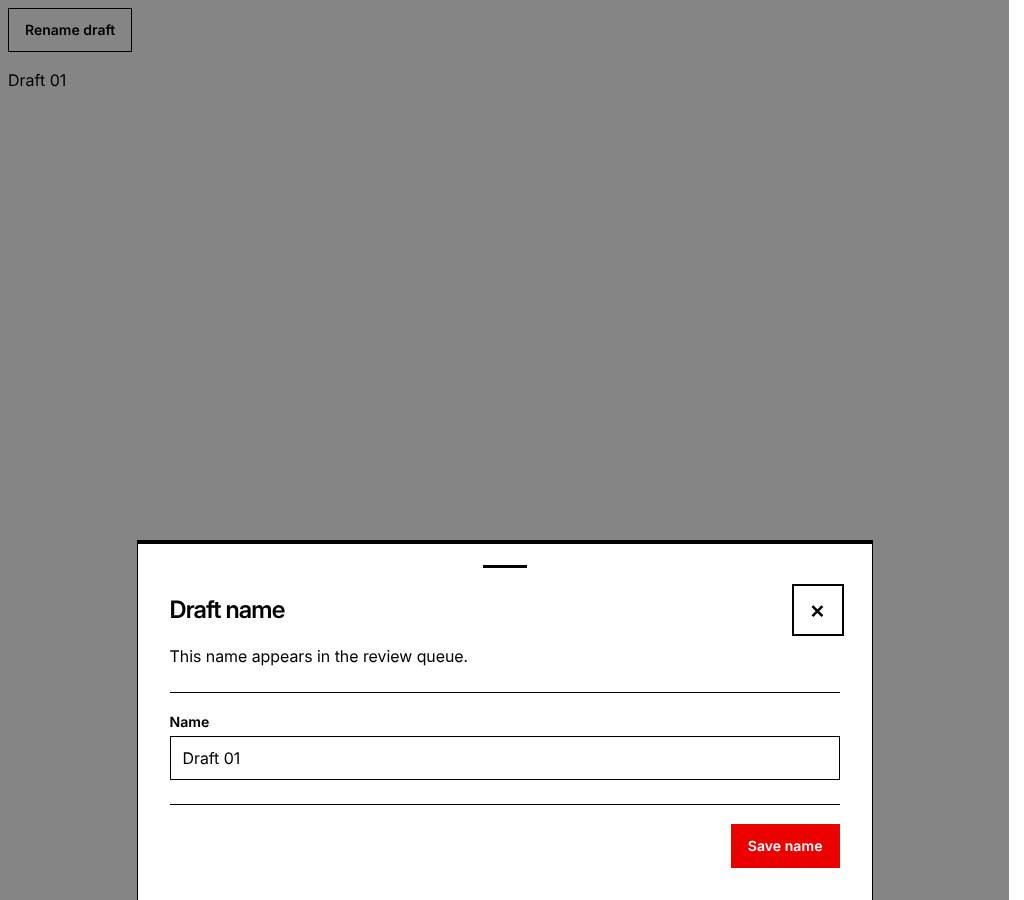 Rename draft
Draft 01
Draft name
This name appears in the review queue.
Name
Draft 01
Save name